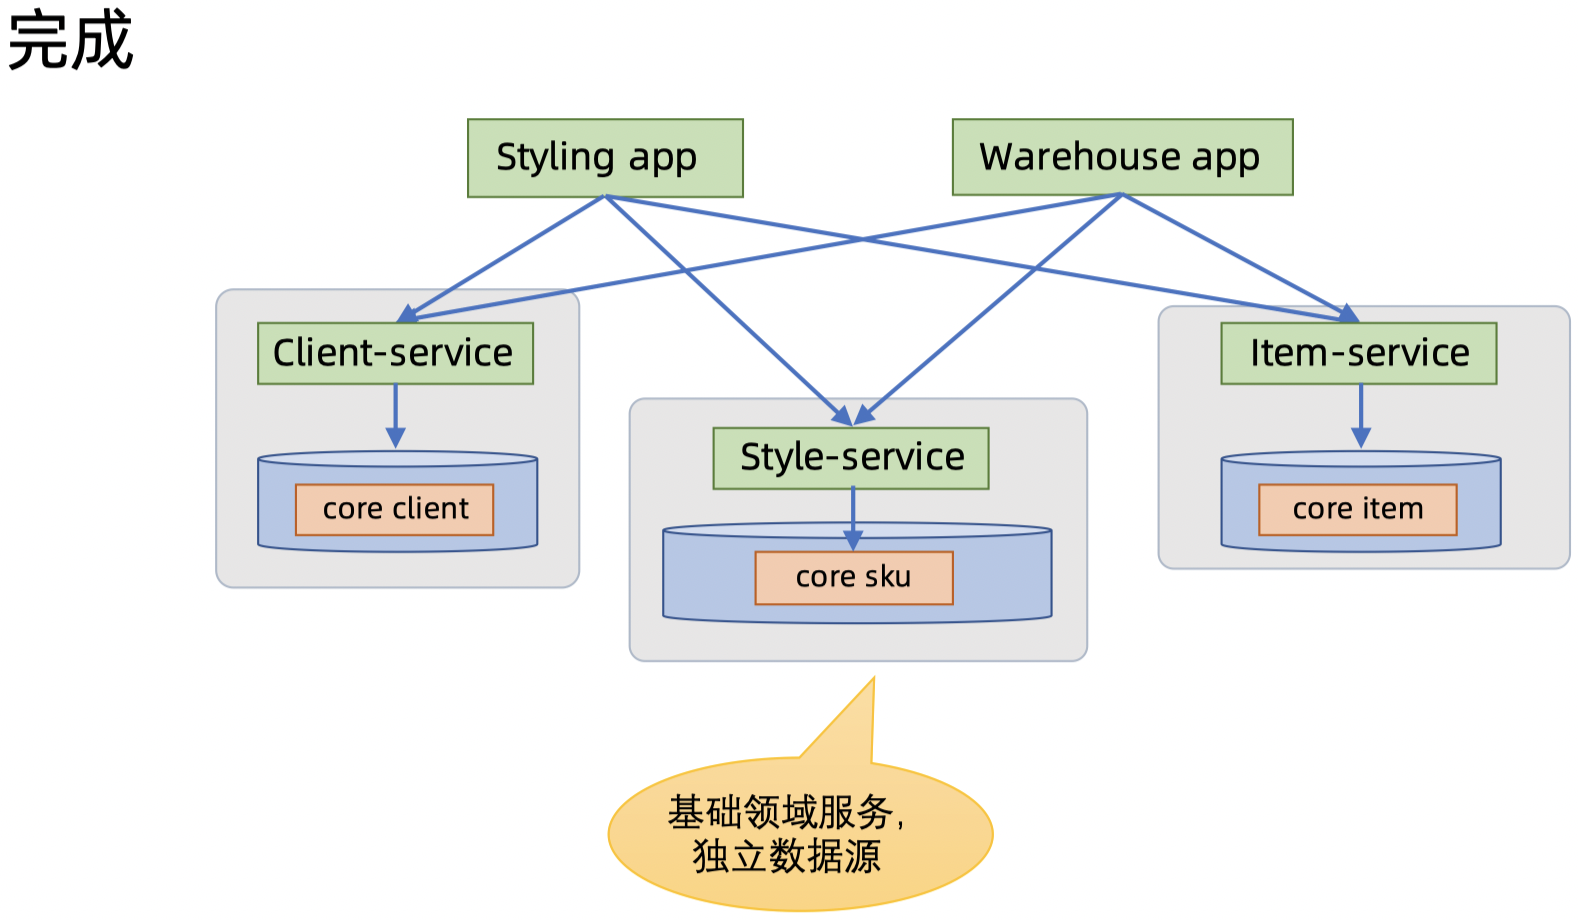 完成
Styling app
Warehouse app
Client-service
Item-service
Style-service
core client
core item
core sku
基础领域服务,
独立数据源